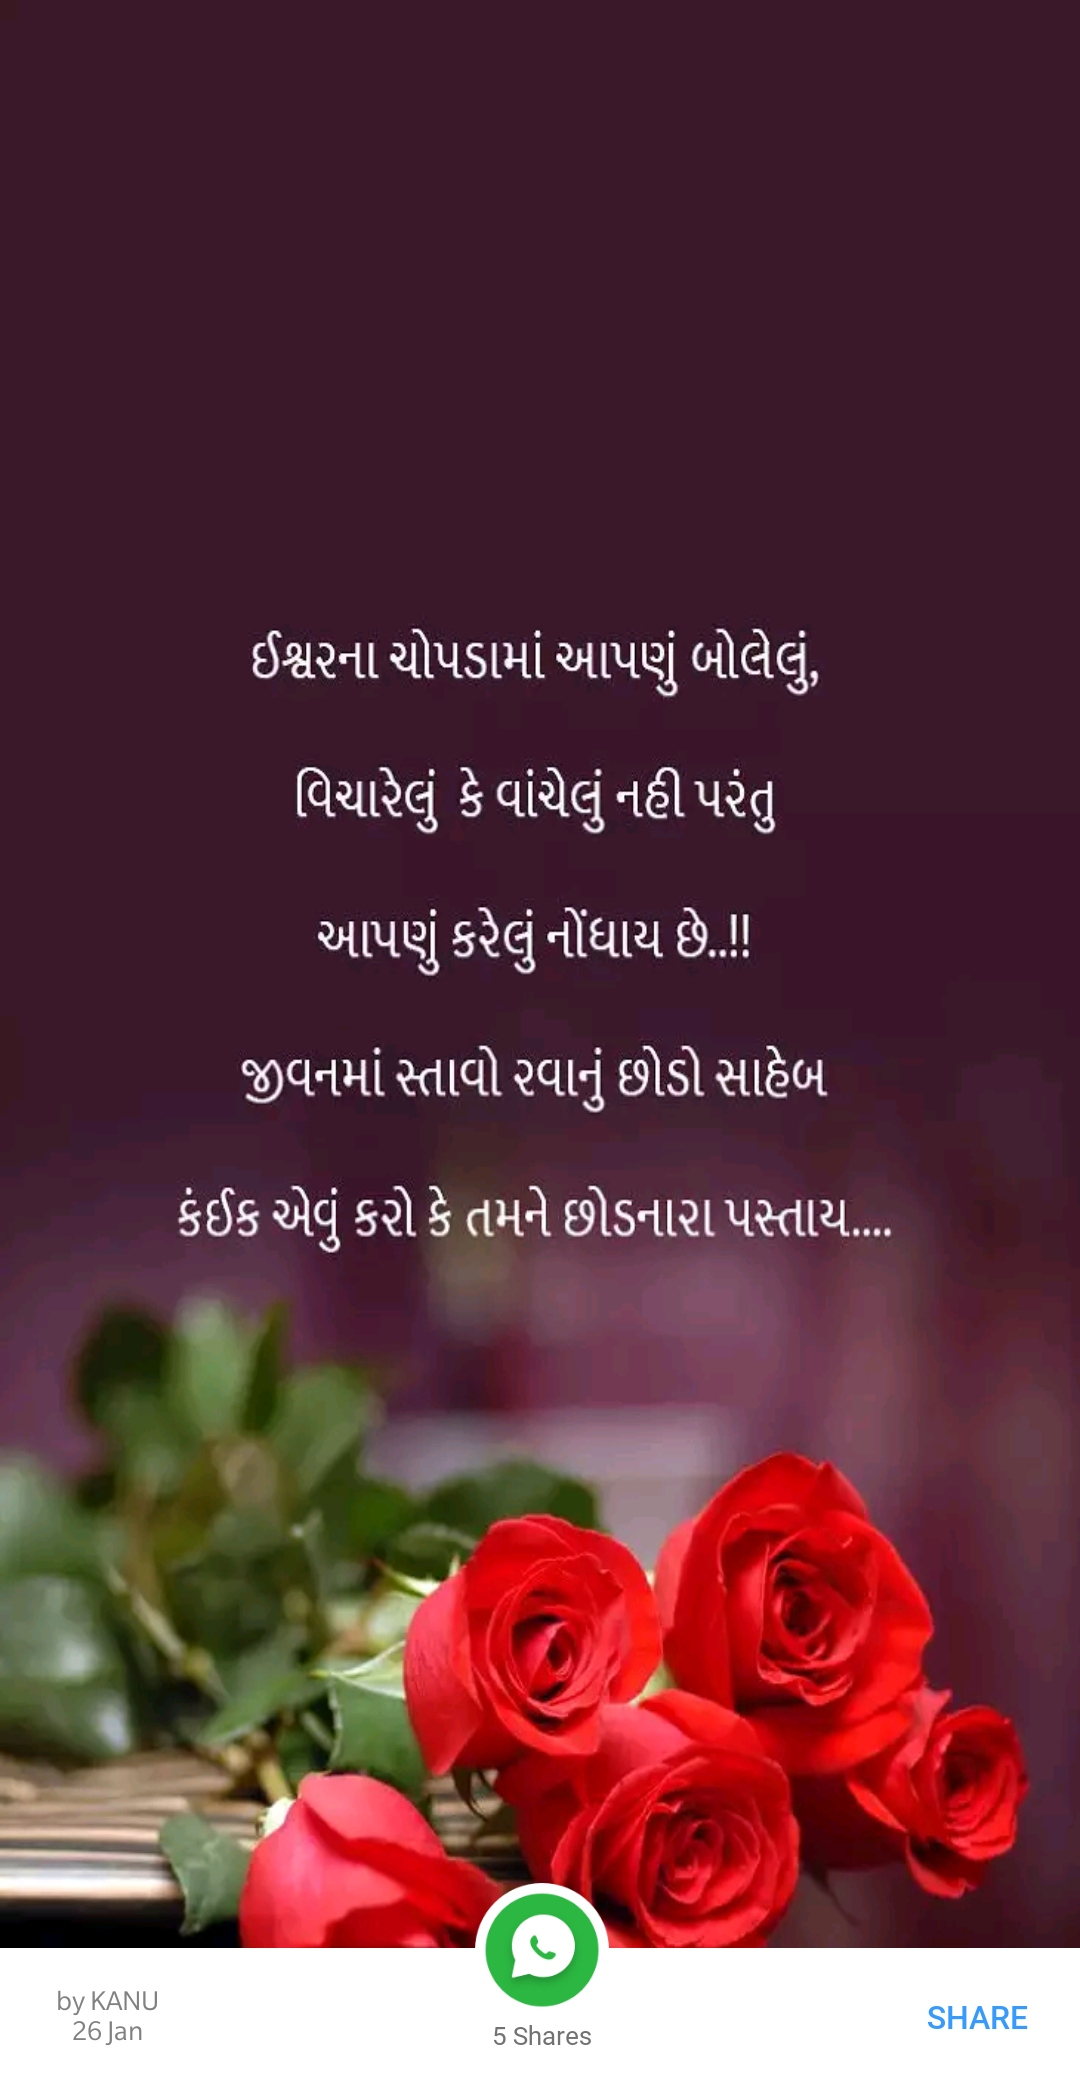 ઈશ્વરના ચોપડામાં આપણું બોલેલું,
વિચારેલું કે વાંચેલું નહી પરંતુ
આપણું કરેલું નોંધાય છે..!!
જીવનમાં સ્તાવો રવાનું છોડો સાહેબ
કંઈક એવું કરો કે તમને છોડનારા પસ્તાય....
by KANU
26 Jan
5 Shares
SHARE